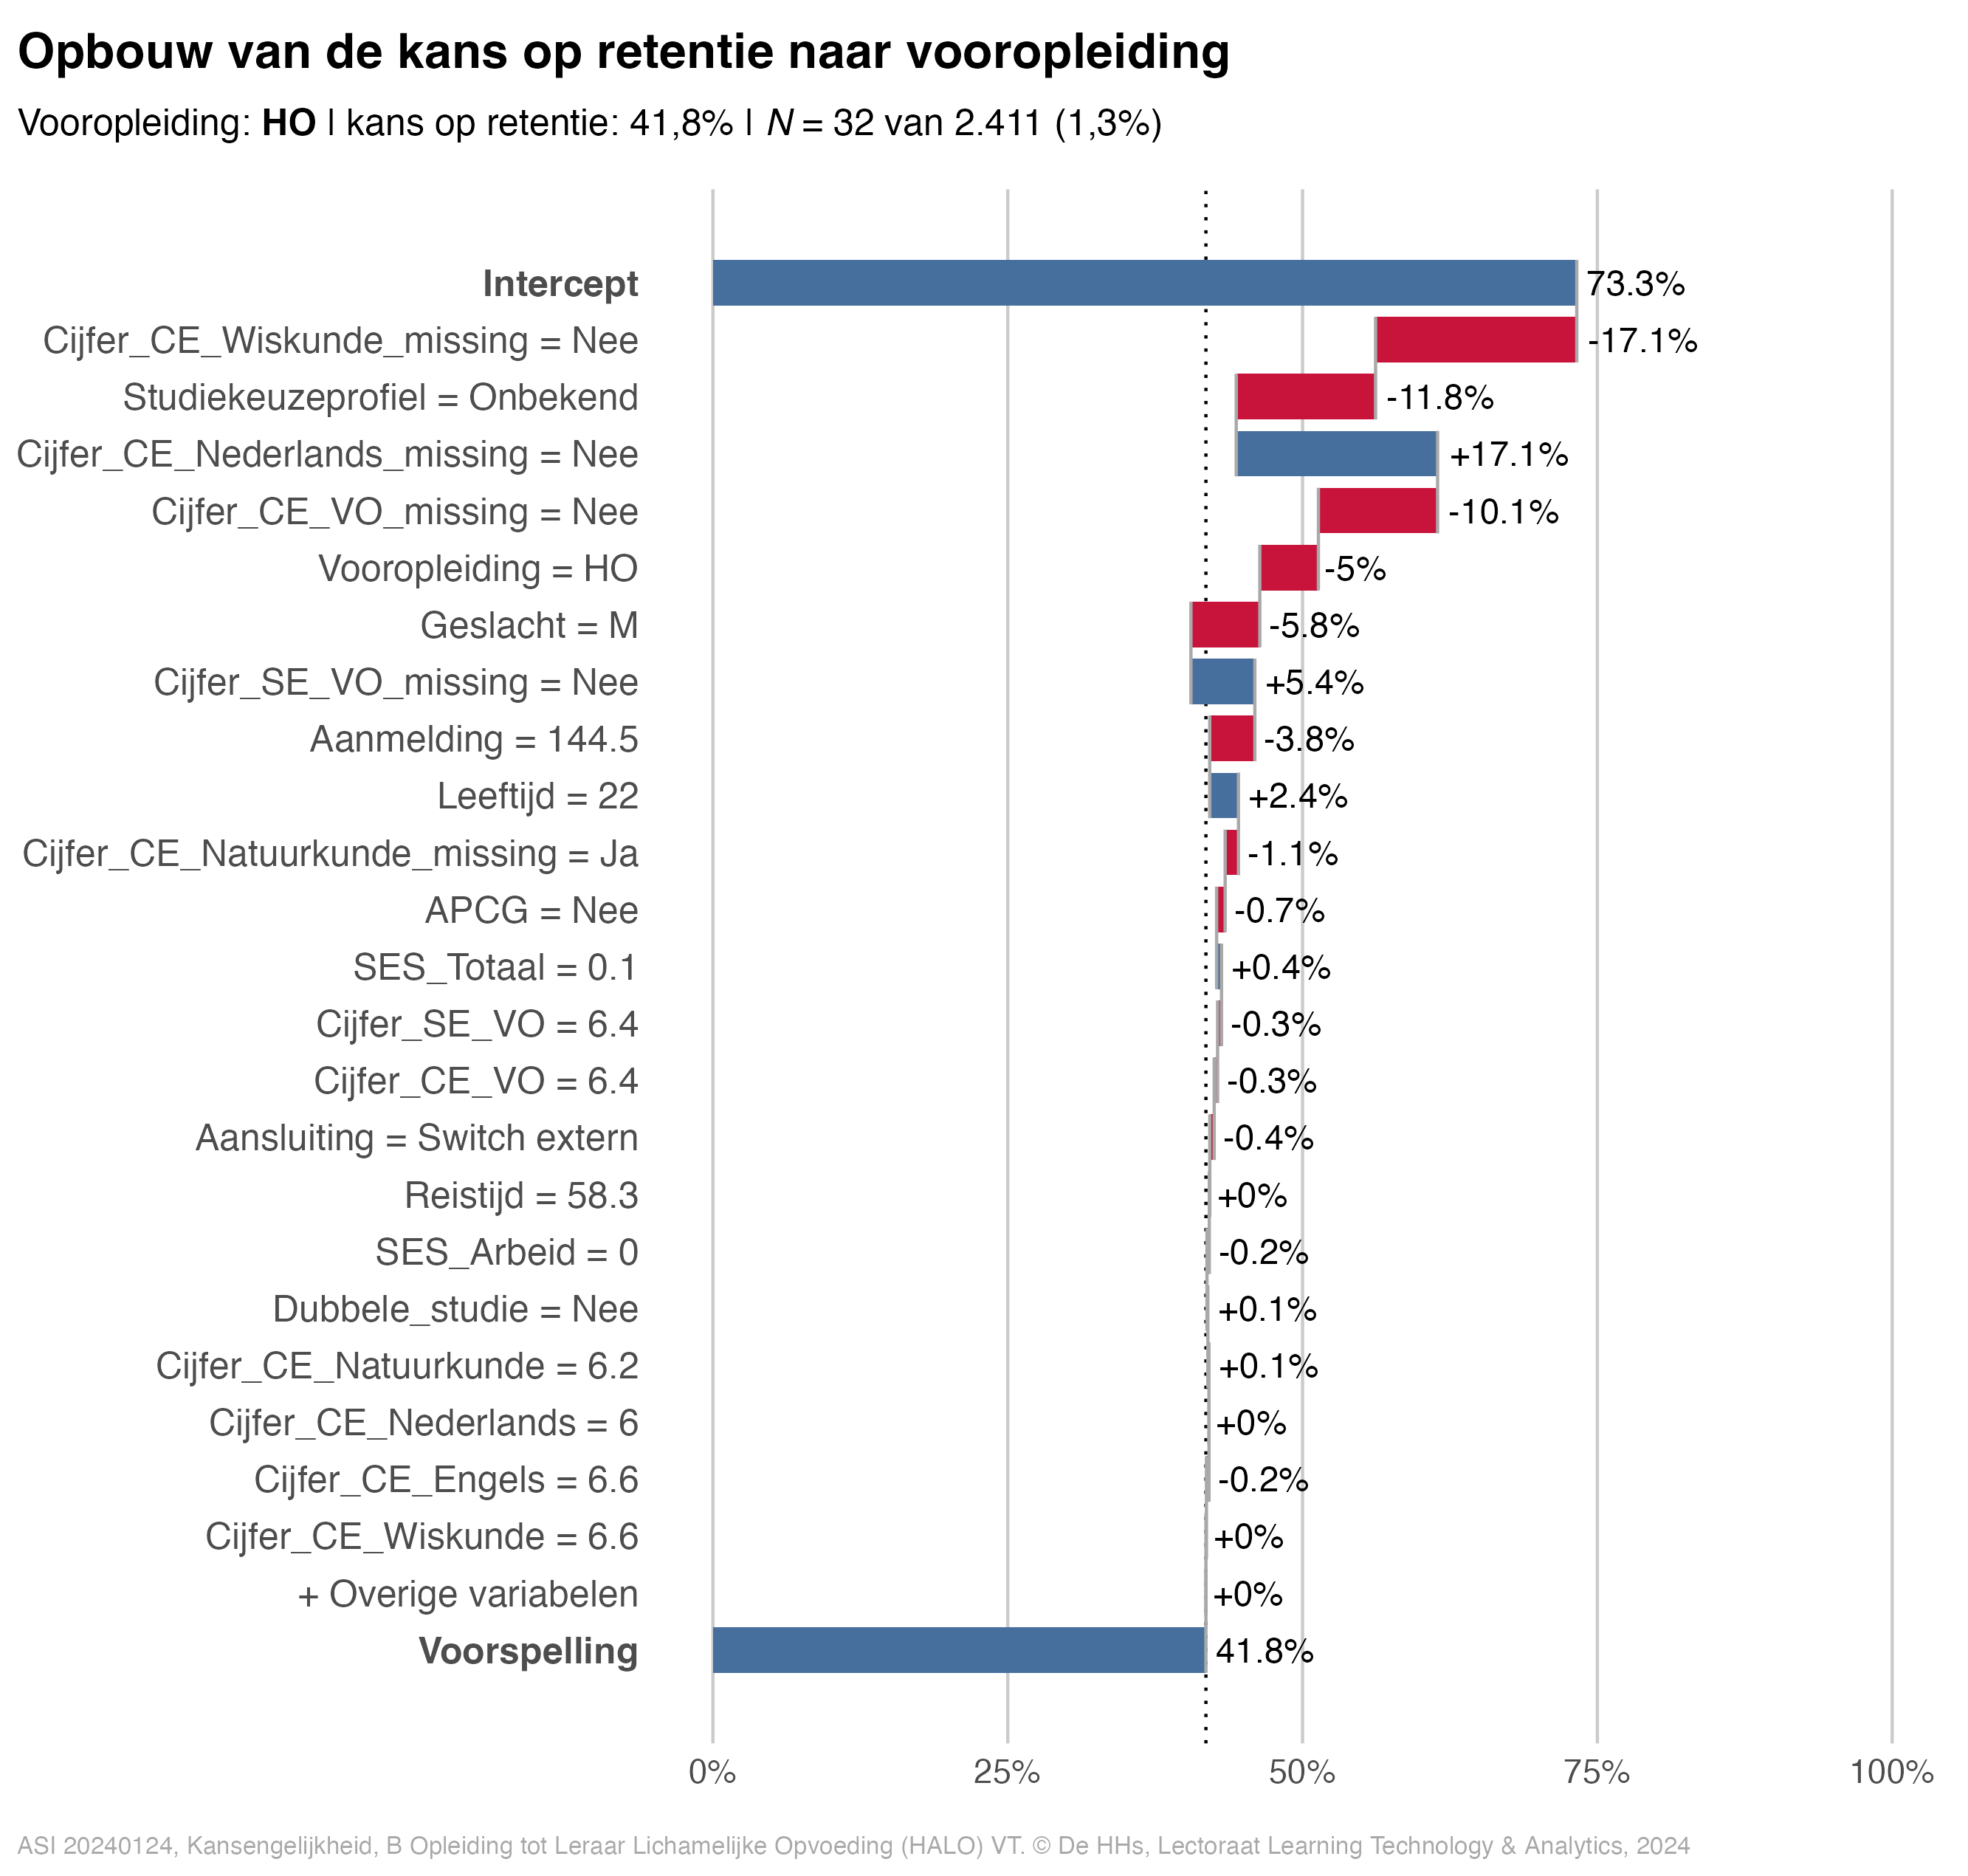 Opbouw van de kans op retentie naar vooropleiding
Vooropleiding: HO | kans op retentie: 41,8% | N = 32 van 2.411 (1,3%)
Intercept 73.3%
Cijfer_CE_Wiskunde_missing = Nee -17.1%
Studiekeuzeprofiel = Onbekend -11.8%
Cijfer_CE_Nederlands_missing = Nee +17.1%
Cijfer_CE_VO_missing = Nee -10.1%
Vooropleiding = HO -5%
Geslacht = M -5.8%
Cijfer_SE_VO_missing = Nee +5.4%
Aanmelding = 144.5 -3.8%
Leeftijd = 22 +2.4%
Cijfer_CE_Natuurkunde_missing = Ja -1.1%
APCG = Nee -0.7%
SES_Totaal = 0.1 +0.4%
Cijfer_SE_VO = 6.4 -0.3%
Cijfer_CE_VO = 6.4 -0.3%
Aansluiting = Switch extern -0.4%
Reistijd = 58.3 +0%
SES_Arbeid = 0 -0.2%
Dubbele_studie = Nee +0.1%
Cijfer_CE_Natuurkunde = 6.2 +0.1%
Cijfer_CE_Nederlands = 6 +0%
Cijfer_CE_Engels = 6.6 -0.2%
Cijfer_CE_Wiskunde = 6.6 +0%
+ Overige variabelen +0%
Voorspelling 41.8%
0% 25% 50% 75% 100%
ASI 20240124, Kansengelijkheid, B Opleiding tot Leraar Lichamelijke Opvoeding (HALO) VT. © De HHs, Lectoraat Learning Technology & Analytics, 2024